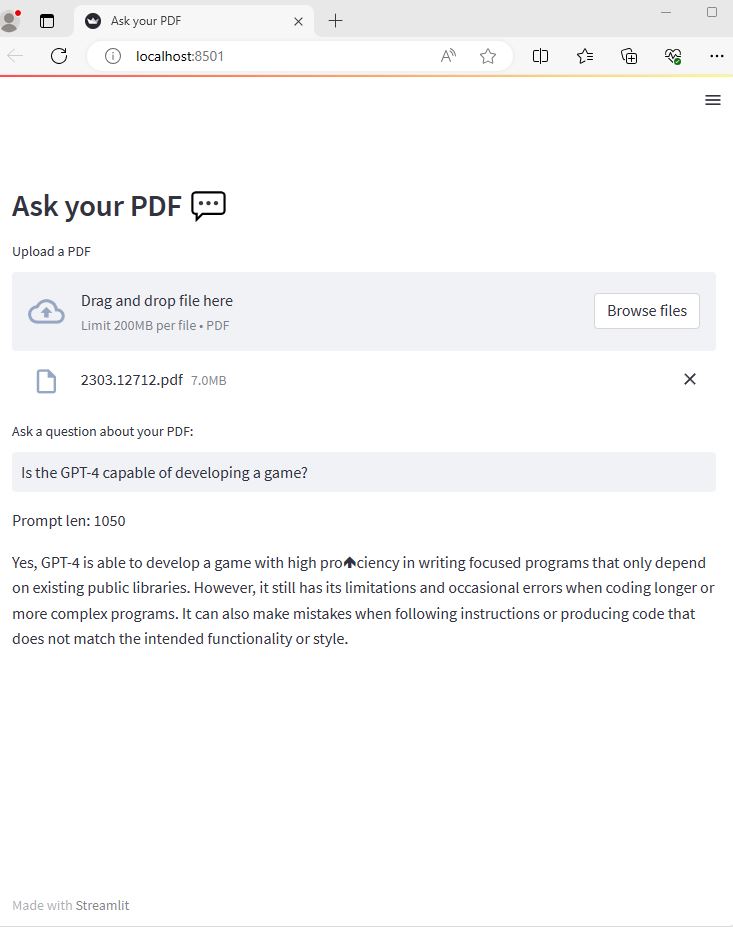 Ask your PDF
localhost:8501
Ask your PDF
Upload a PDF
Drag and drop file here
Limit 200MB per file • PDF
Browse files
2303.12712.pdf 7.0MB
Ask a question about your PDF:
Is the GPT-4 capable of developing a game?
Prompt len: 1050
Yes, GPT-4 is able to develop a game with high pro🡅ciency in writing focused programs that only depend
on existing public libraries. However, it still has its limitations and occasional errors when coding longer or
more complex programs. It can also make mistakes when following instructions or producing code that
does not match the intended functionality or style.
Made with Streamlit